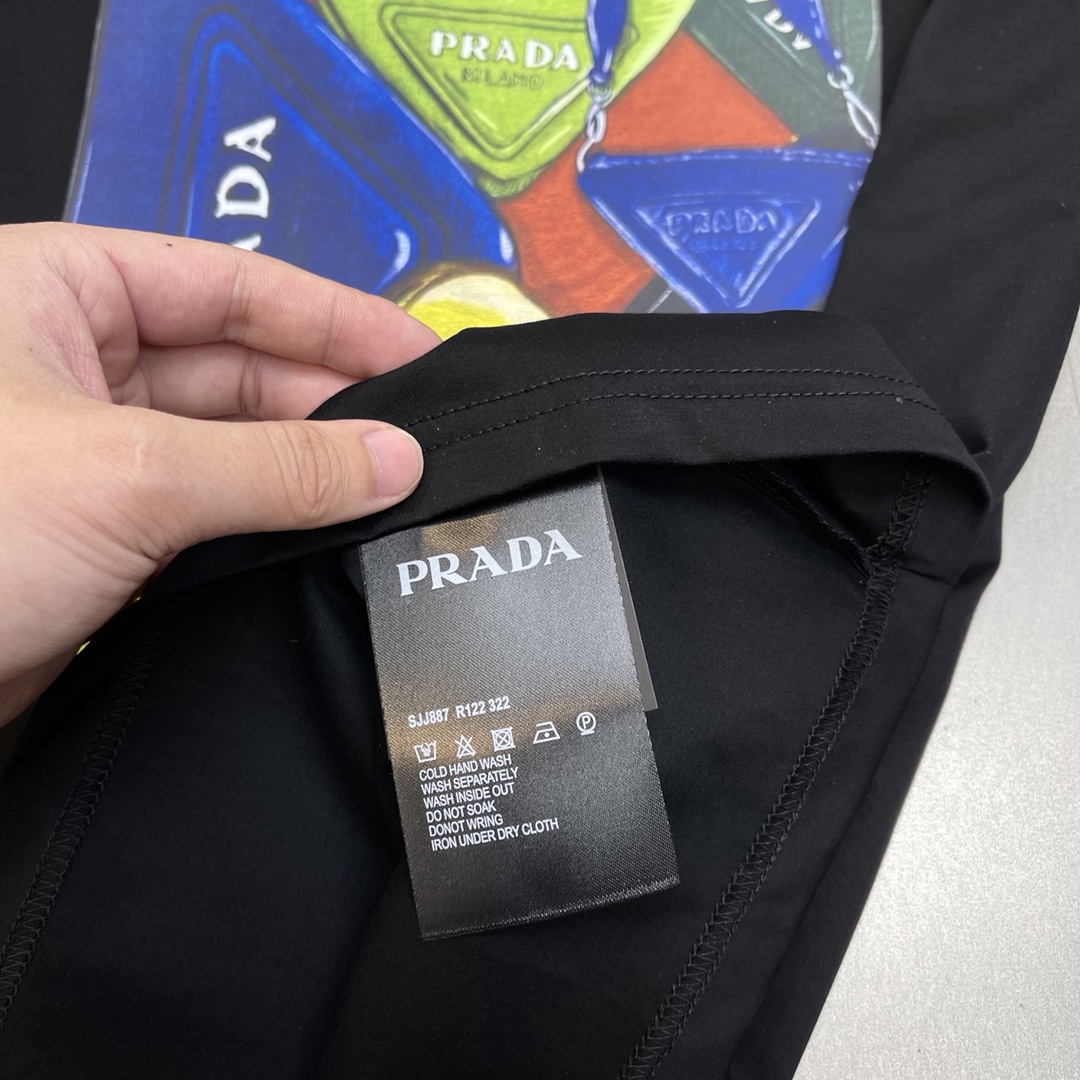 PRADA
MILANO
PRADA
PRADA
PRADA
SJJ887 R122 322
P
COLD HAND WASH
WASH SEPARATELY
WASH INSIDE OUT
DO NOT SOAK
DONOT WRING
IRON UNDER DRY CLOTH